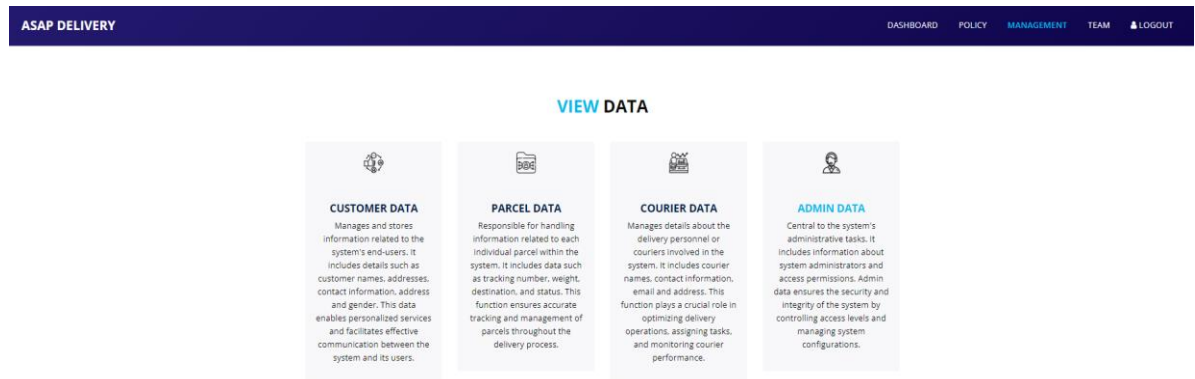 ASAP DELIVERY
DASHBOARD POLICY MANAGEMENT TEAM LOGOUT
VIEW DATA
CUSTOMER DATA
Manages and stores
information related to the
system's end-users. It
includes details such as
customer names, addresses,
contact information, address
and gender. This data
enables personalized services
and facilitates effective
communication between the
system and its users.
PARCEL DATA
Responsible for handling
information related to each
individual parcel within the
system. It includes data such
as tracking number, weight,
destination, and status. This
function ensures accurate
tracking and management of
parcels throughout the
delivery process.
COURIER DATA
Manages details about the
delivery personnel or
couriers involved in the
system. It includes courier
names, contact information,
email and address. This
function plays a crucial role in
optimizing delivery
operations, assigning tasks,
and monitoring courier
performance.
ADMIN DATA
Central to the system's
administrative tasks. It
includes information about
system administrators and
access permissions. Admin
data ensures the security and
integrity of the system by
controlling access levels and
managing system
configurations.